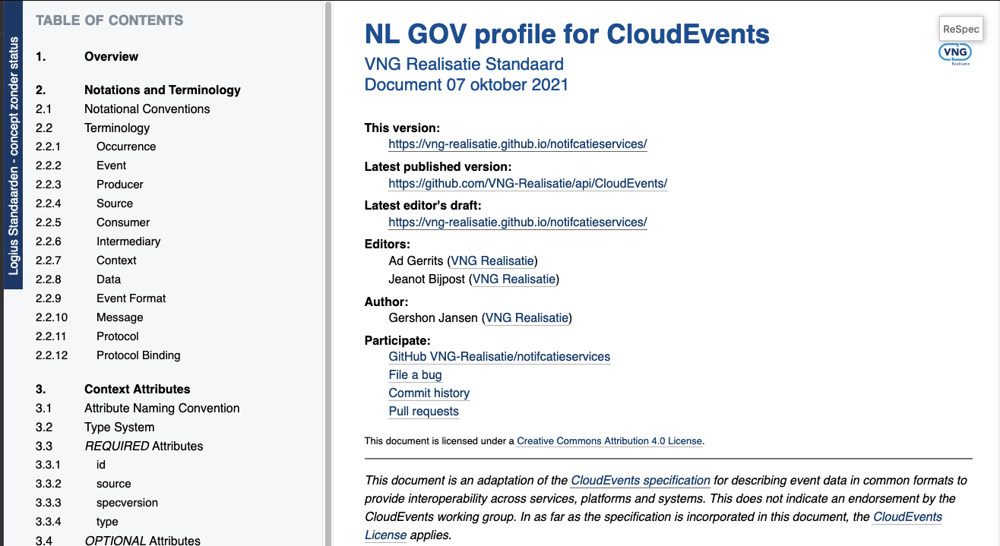 Logius Standaarden - concept zonder status
TABLE OF CONTENTS
1. Overview
2. Notations and Terminology
2.1 Notational Conventions
2.2 Terminology
2.2.1 Occurrence
2.2.2 Event
2.2.3 Producer
2.2.4 Source
2.2.5 Consumer
2.2.6 Intermediary
2.2.7 Context
2.2.8 Data
2.2.9 Event Format
2.2.10 Message
2.2.11 Protocol
2.2.12 Protocol Binding
3. Context Attributes
3.1 Attribute Naming Convention
3.2 Type System
3.3 REQUIRED Attributes
3.3.1 id
3.3.2 source
3.3.3 specversion
3.3.4 type
3.4 OPTIONAL Attributes
NL GOV profile for CloudEvents
VNG Realisatie Standaard
Document 07 oktober 2021
ReSpec
VNG
Realisatie
This version:
https://vng-realisatie.github.io/notifcatieservices/
Latest published version:
https://github.com/VNG-Realisatie/api/CloudEvents/
Latest editor's draft:
https://vng-realisatie.github.io/notifcatieservices/
Editors:
Ad Gerrits (VNG Realisatie)
Jeanot Bijpost (VNG Realisatie)
Author:
Gershon Jansen (VNG Realisatie)
Participate:
GitHub VNG-Realisatie/notifcatieservices
File a bug
Commit history
Pull requests
This document is licensed under a Creative Commons Attribution 4.0 License.
This document is an adaptation of the CloudEvents specification for describing event data in common formats to
provide interoperability across services, platforms and systems. This does not indicate an endorsement by the
CloudEvents working group. In as far as the specification is incorporated in this document, the CloudEvents
License applies.